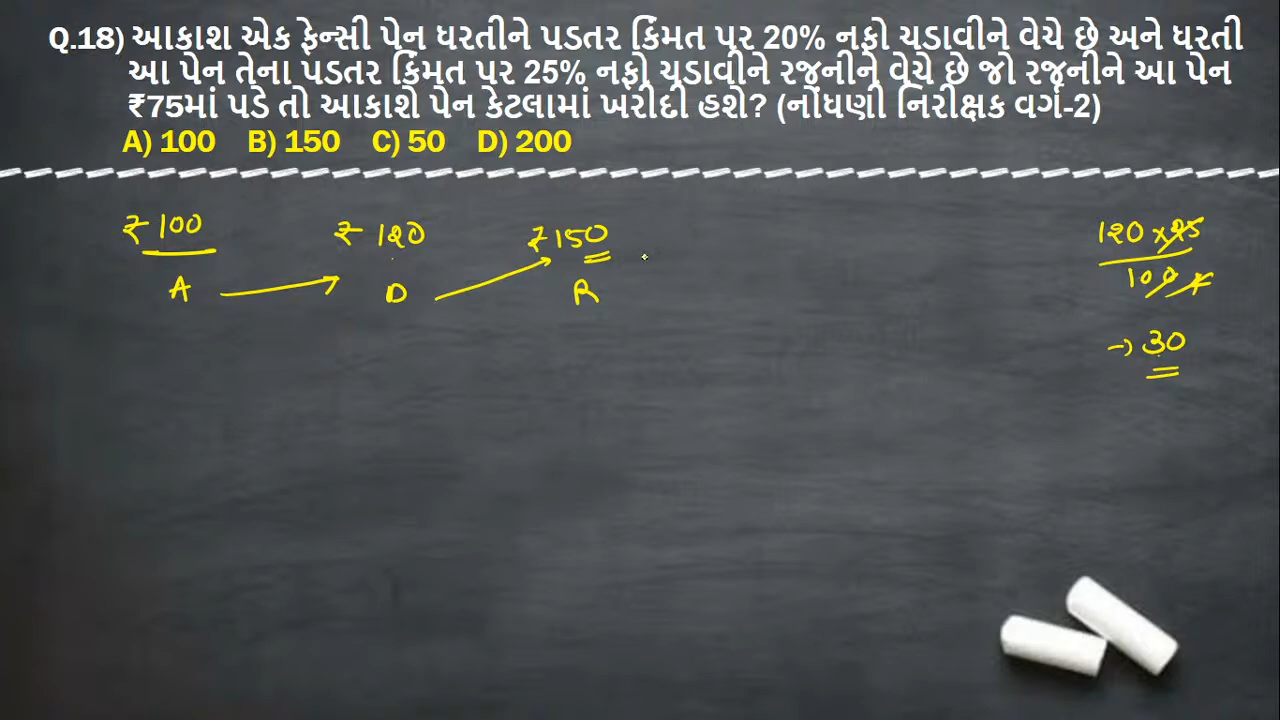 Q.18) આકાશ એક ફેન્સી પેન ધરતીને પડતર કિંમત પર 20% નફો ચડાવીને વેચે છે અને ધરતી
આ પેન તેના પડતર કિંમત પર 25% નફો ચડાવીને રજનીને વેચે છે જો રજનીને આ પેન
₹75માં પડે તો આકાશે પેન કેટલામાં ખરીદી હશે? (નોંધણી નિરીક્ષક વર્ગ-2)
A) 100 B) 150 C) 50 D) 200
₹ 100 ₹ 120 ₹ 150
A D R
120 x 25
100 4
→ 30